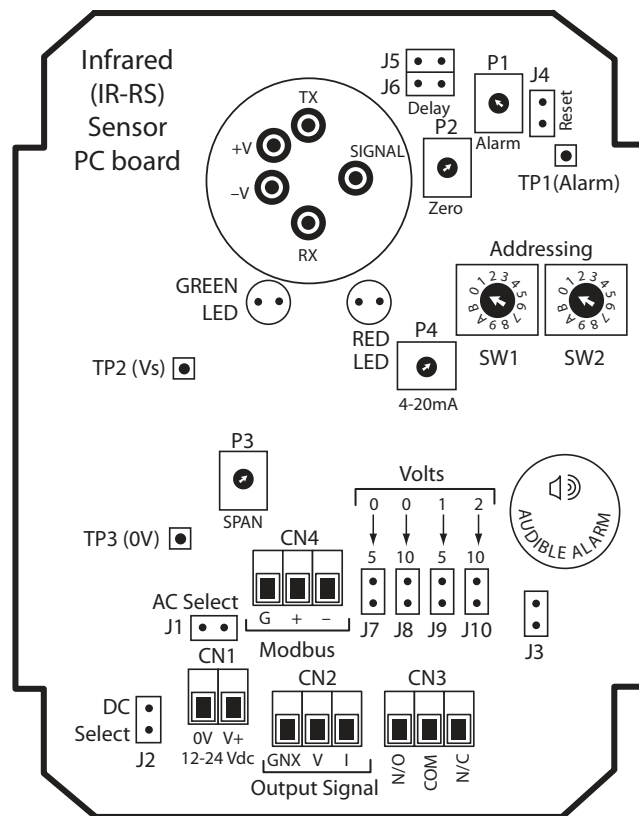 Infrared
(IR-RS)
Sensor
PC board
J5
J6
Delay
P1
Alarm
J4
Reset
TP1(Alarm)
P2
Zero
TX
+V
SIGNAL
–V
RX
GREEN
LED
RED
LED
Addressing
0 1 2 3 4 5 6 7 8 9 A B
SW1
0 1 2 3 4 5 6 7 8 9 A B
SW2
P4
4-20mA
TP2 (Vs)
P3
SPAN
TP3 (0V)
Volts
0 0 1 2
5 10 5 10
J7 J8 J9 J10
AUDIBLE ALARM
J3
CN4
G + –
Modbus
AC Select
J1
CN1
0V V+
12-24 Vdc
DC
Select
J2
CN2
GNX V I
Output Signal
CN3
N/O
COM
N/C